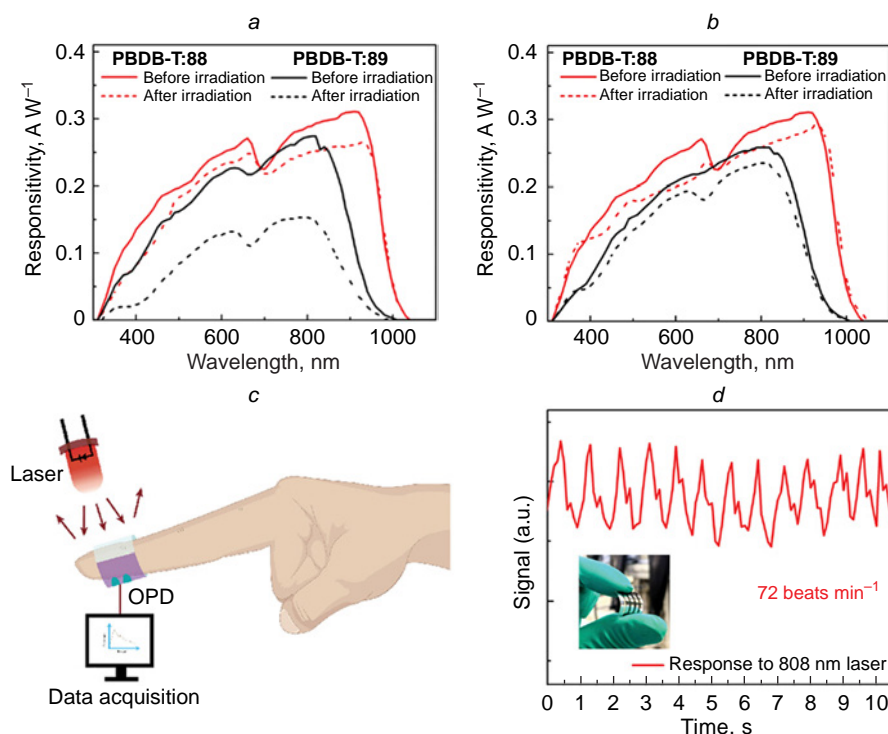 a
0.4
PBDB-T:88 PBDB-T:89
Before irradiation Before irradiation
After irradiation After irradiation
0.3
0.2
0.1
0
Responsivity, A W⁻¹
400 600 800 1000
Wavelength, nm
b
0.4
PBDB-T:88 PBDB-T:89
Before irradiation Before irradiation
After irradiation After irradiation
0.3
0.2
0.1
0
Responsivity, A W⁻¹
400 600 800 1000
Wavelength, nm
c
Laser
OPD
Data acquisition
d
Signal (a.u.)
72 beats min⁻¹
Response to 808 nm laser
0 1 2 3 4 5 6 7 8 9 10
Time, s